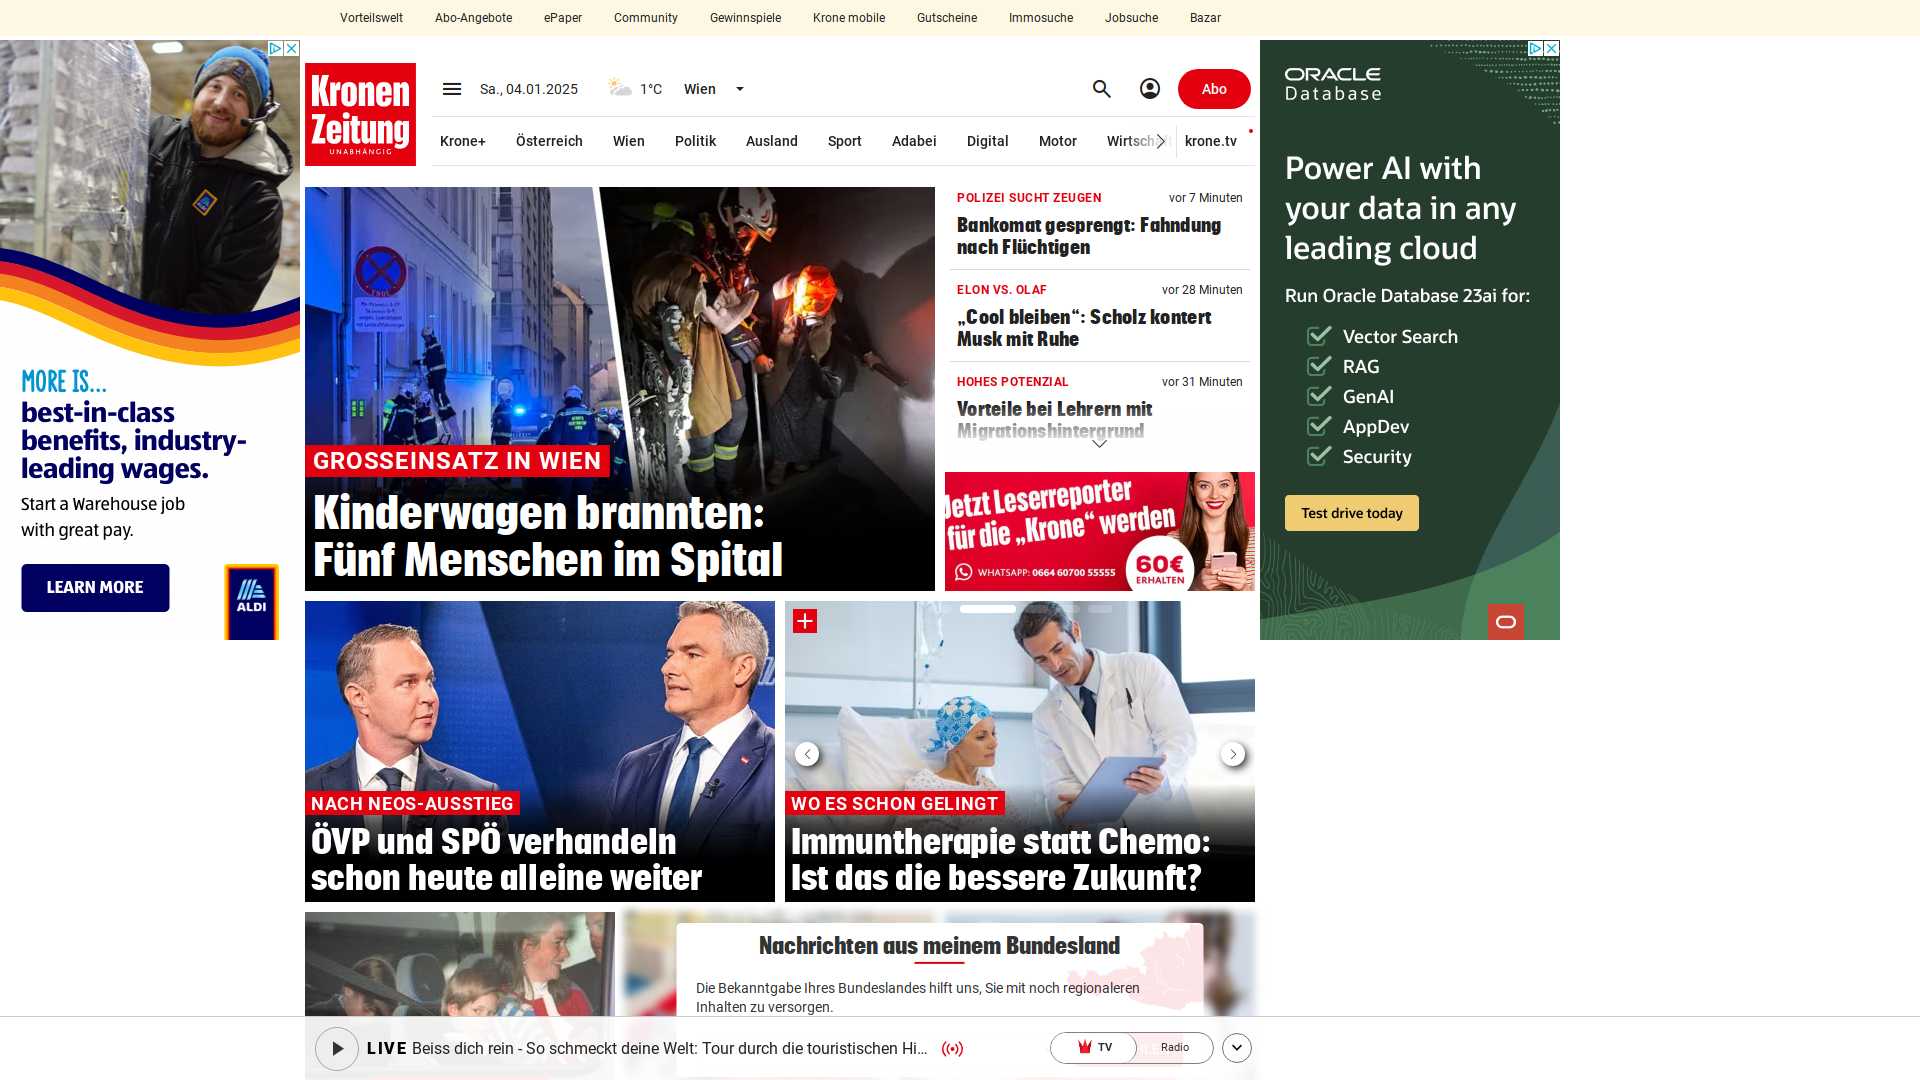 Vorteilswelt
Abo-Angebote
ePaper
Community
Gewinnspiele
Krone mobile
Gutscheine
Immosuche
Jobsuche
Bazar
Kronen
Zeitung
UNABHÄNGIG
Sa., 04.01.2025
1°C
Wien
Abo
Krone+
Österreich
Wien
Politik
Ausland
Sport
Adabei
Digital
Motor
Wirtschaft
krone.tv
GROSSEINSATZ IN WIEN
Kinderwagen brannten:
Fünf Menschen im Spital
POLIZEI SUCHT ZEUGEN
vor 7 Minuten
Bankomat gesprengt: Fahndung
nach Flüchtigen
ELON VS. OLAF
vor 28 Minuten
„Cool bleiben“: Scholz kontert
Musk mit Ruhe
HOHES POTENZIAL
vor 31 Minuten
Vorteile bei Lehrern mit
Migrationshintergrund
Jetzt Leserreporter
für die „Krone“ werden
WHATSAPP: 0664 60700 55555
60€
ERHALTEN
NACH NEOS-AUSSTIEG
ÖVP und SPÖ verhandeln
schon heute alleine weiter
WO ES SCHON GELINGT
Immuntherapie statt Chemo:
Ist das die bessere Zukunft?
Nachrichten aus meinem Bundesland
Die Bekanntgabe Ihres Bundeslandes hilft uns, Sie mit noch regionaleren
Inhalten zu versorgen.
LIVE Beiss dich rein - So schmeckt deine Welt: Tour durch die touristischen Hi...
TV
Radio
MORE IS...
best-in-class
benefits, industry-
leading wages.
Start a Warehouse job
with great pay.
LEARN MORE
ALDI
ORACLE
Database
Power AI with
your data in any
leading cloud
Run Oracle Database 23ai for:
Vector Search
RAG
GenAI
AppDev
Security
Test drive today